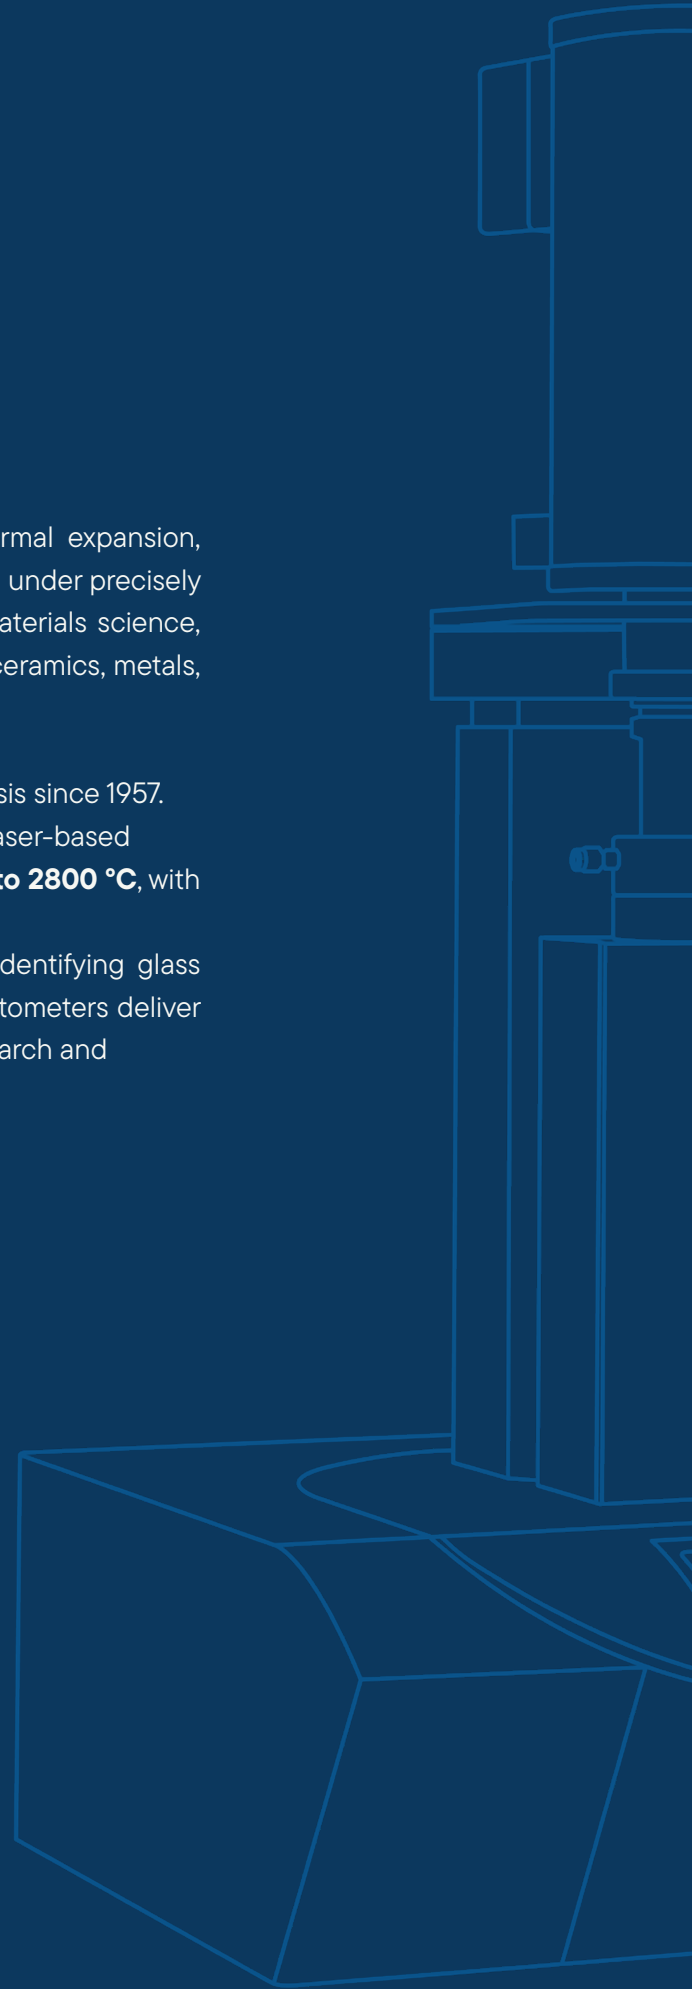 rmal expansion,
under precisely
aterials science,
ceramics, metals,
sis since 1957.
aser-based
to 2800 °C, with
dentifying glass
tometers deliver
arch and